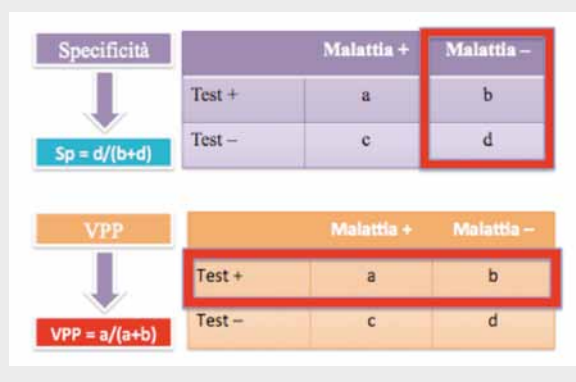 Specificità
Sp = d/(b+d)
Malattia + Malattia –
Test + a b
Test – c d
VPP
VPP = a/(a+b)
Malattia + Malattia –
Test + a b
Test – c d